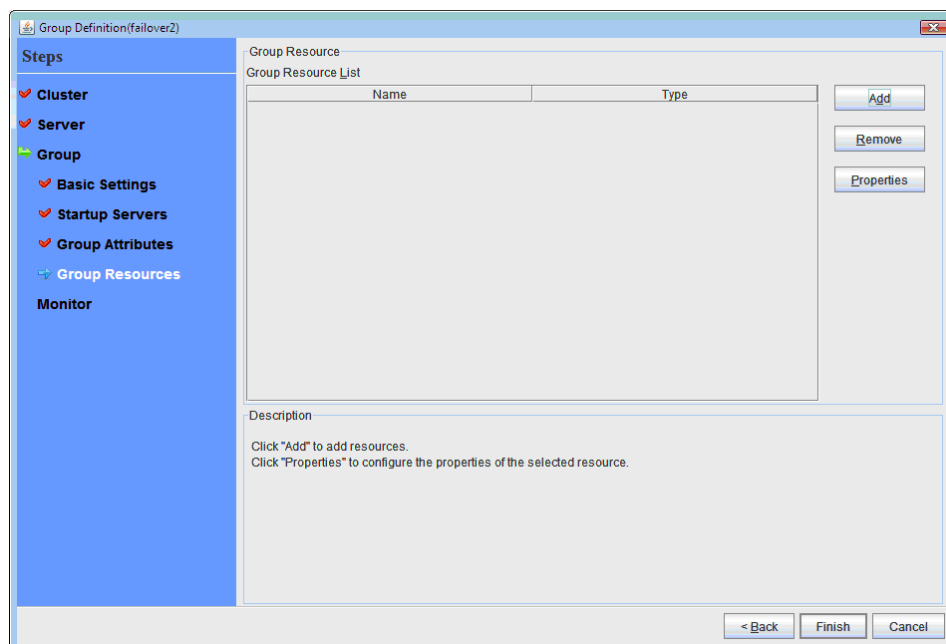 Group Definition(failover2)
Steps
Cluster
Server
Group
Basic Settings
Startup Servers
Group Attributes
Group Resources
Monitor
Group Resource
Group Resource List
Name Type
Add
Remove
Properties
Description
Click "Add" to add resources.
Click "Properties" to configure the properties of the selected resource.
< Back Finish Cancel